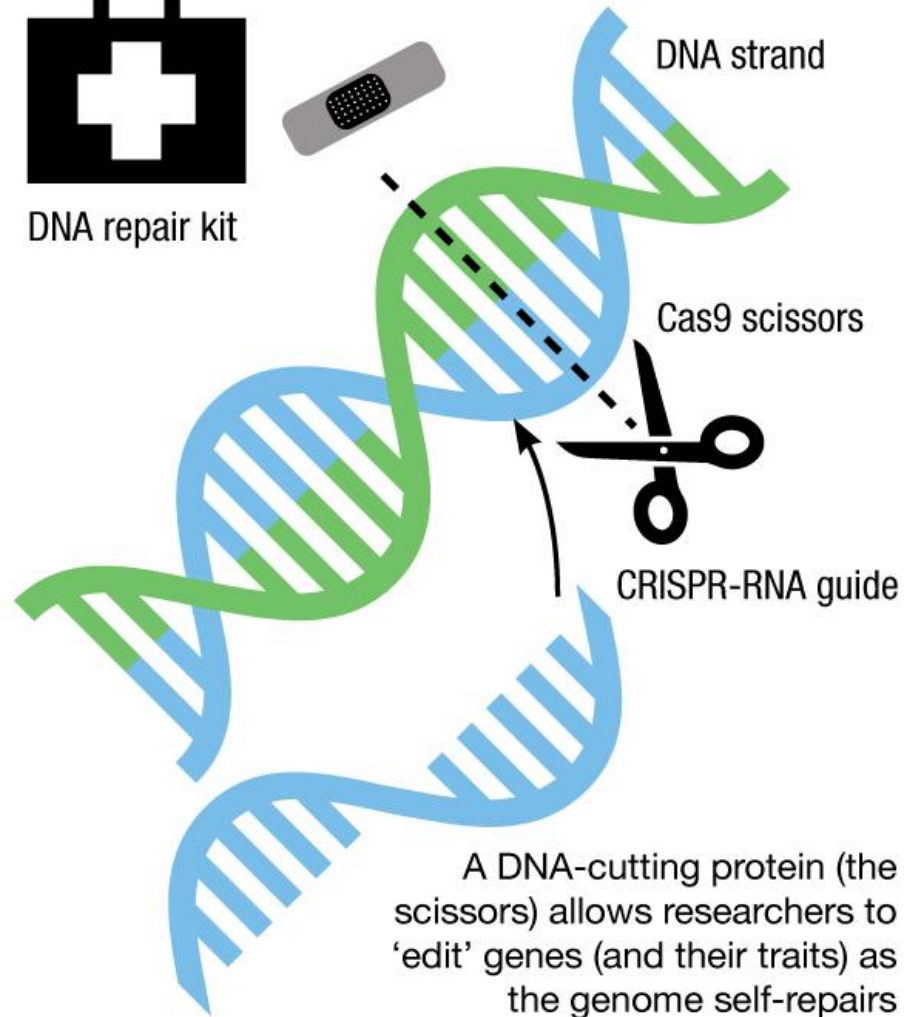 DNA strand
DNA repair kit
Cas9 scissors
CRISPR-RNA guide
A DNA-cutting protein (the
scissors) allows researchers to
‘edit’ genes (and their traits) as
the genome self-repairs